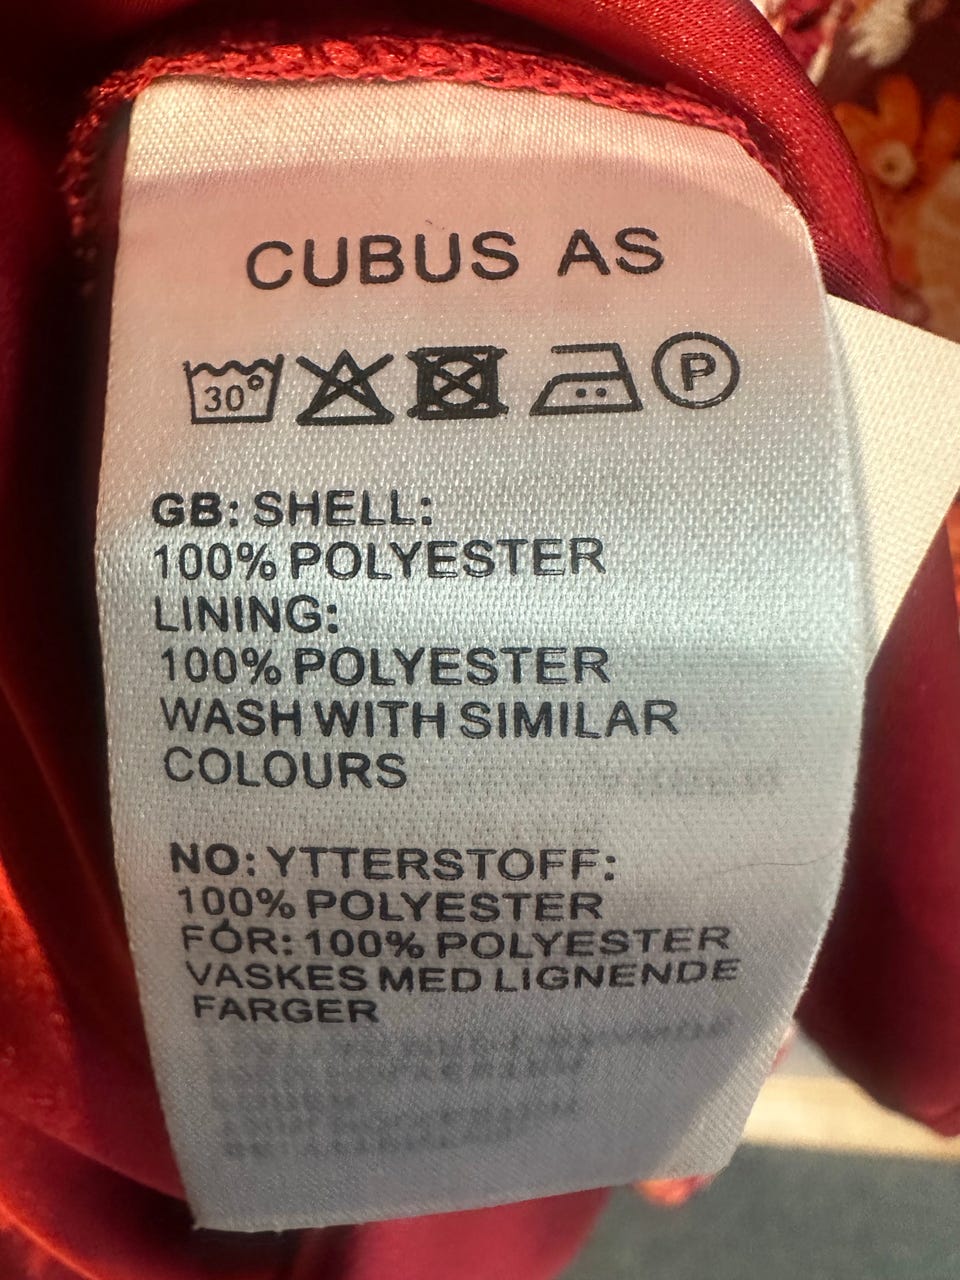 CUBUS AS
30°
P
GB: SHELL:
100% POLYESTER
LINING:
100% POLYESTER
WASH WITH SIMILAR
COLOURS
NO: YTTERSTOFF:
100% POLYESTER
FÓR: 100% POLYESTER
VASKES MED LIGNENDE
FARGER